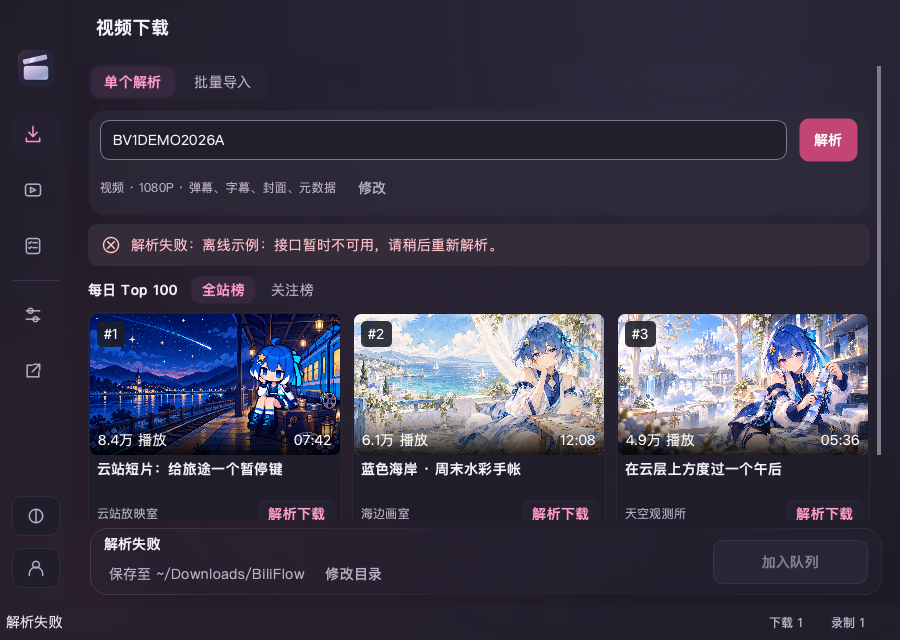 视频下载
单个解析 批量导入
BV1DEMO2026A 解析
视频 · 1080P · 弹幕、字幕、封面、元数据 修改
解析失败：离线示例：接口暂时不可用，请稍后重新解析。
每日 Top 100 全站榜 关注榜
#1 #2 #3
8.4万 播放 07:42 6.1万 播放 12:08 4.9万 播放 05:36
云站短片：给旅途一个暂停键 蓝色海岸 · 周末水彩手帐 在云层上方度过一个午后
云站放映室 解析下载 海边画室 解析下载 天空观测所 解析下载
解析失败
保存至 ~/Downloads/BiliFlow 修改目录 加入队列
解析失败 下载 1 录制 1